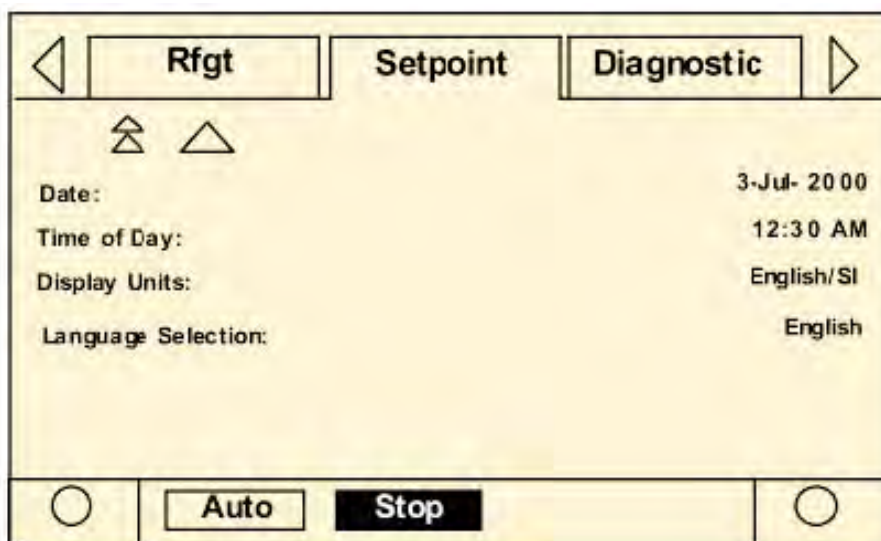 Rfgt Setpoint Diagnostic
Date: 3-Jul- 2000
Time of Day: 12:30 AM
Display Units: English/SI
Language Selection: English
Auto Stop